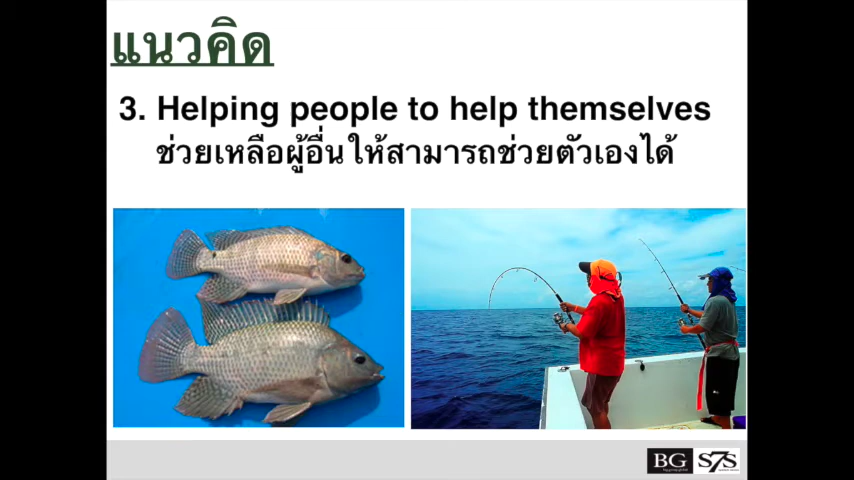 แนวคิด
3. Helping people to help themselves
ช่วยเหลือผู้อื่นให้สามารถช่วยตัวเองได้
BG S7S